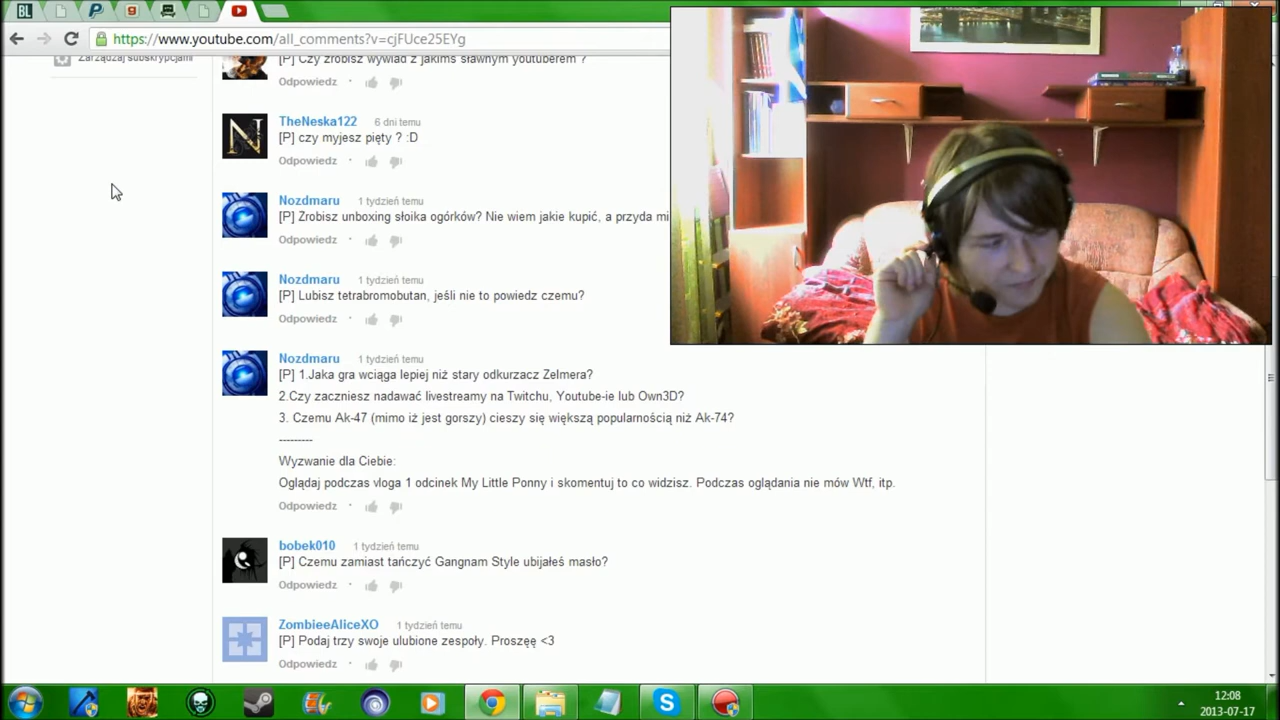 BL
https://www.youtube.com/all_comments?v=cjFUce25EYg
Zarządzaj subskrypcjami
[P] Czy zrobisz wywiad z jakimś sławnym youtuberem ?
Odpowiedz
TheNeska122 6 dni temu
[P] czy myjesz pięty ? :D
Odpowiedz
Nozdmaru 1 tydzień temu
[P] Zrobisz unboxing słoika ogórków? Nie wiem jakie kupić, a przyda mi
Odpowiedz
Nozdmaru 1 tydzień temu
[P] Lubisz tetrabromobutan, jeśli nie to powiedz czemu?
Odpowiedz
Nozdmaru 1 tydzień temu
[P] 1.Jaka gra wciąga lepiej niż stary odkurzacz Zelmera?
2.Czy zaczniesz nadawać livestreamy na Twitchu, Youtube-ie lub Own3D?
3. Czemu Ak-47 (mimo iż jest gorszy) cieszy się większą popularnością niż Ak-74?
---------
Wyzwanie dla Ciebie:
Oglądaj podczas vloga 1 odcinek My Little Ponny i skomentuj to co widzisz. Podczas oglądania nie mów Wtf, itp.
Odpowiedz
bobek010 1 tydzień temu
[P] Czemu zamiast tańczyć Gangnam Style ubijałeś masło?
Odpowiedz
ZombieeAliceXO 1 tydzień temu
[P] Podaj trzy swoje ulubione zespoły. Proszęę <3
Odpowiedz
12:08
2013-07-17